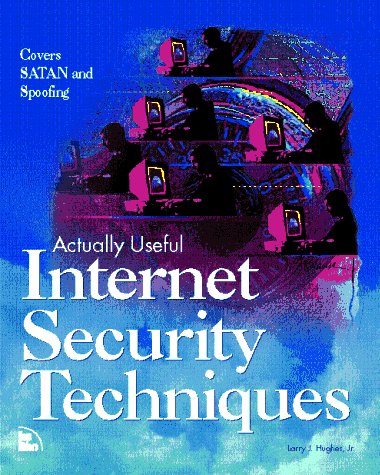 Covers
SATAN and
Spoofing
Actually Useful
Internet
Security
Techniques
Larry J. Hughes, Jr.